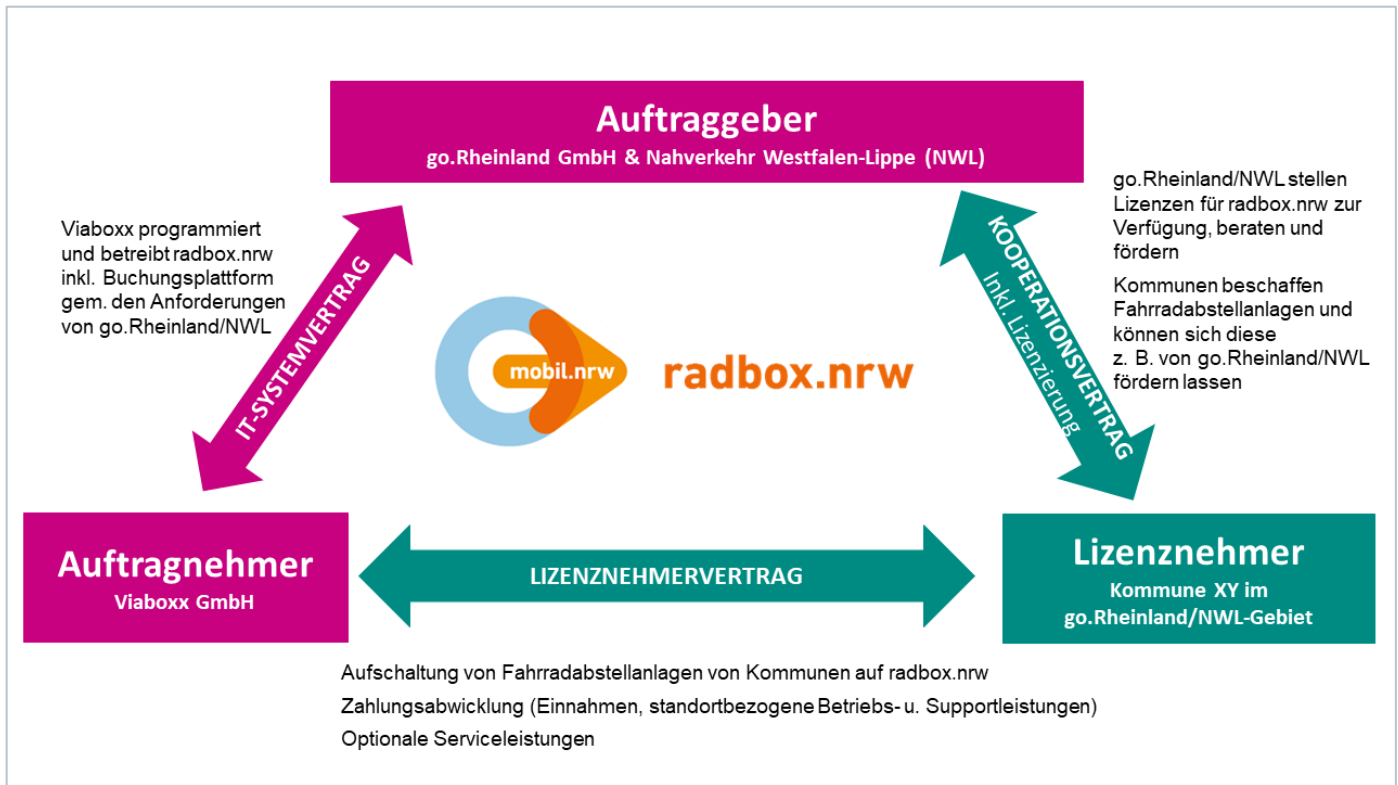 Auftraggeber
go.Rheinland GmbH & Nahverkehr Westfalen-Lippe (NWL)
Viaboxx programmiert
und betreibt radbox.nrw
inkl. Buchungsplattform
gem. den Anforderungen
von go.Rheinland/NWL
IT-SYSTEMVERTRAG
mobil.nrw
radbox.nrw
KOOPERATIONSVERTRAG
Inkl. Lizenzierung
go.Rheinland/NWL stellen
Lizenzen für radbox.nrw zur
Verfügung, beraten und
fördern
Kommunen beschaffen
Fahrradabstellanlagen und
können sich diese
z. B. von go.Rheinland/NWL
fördern lassen
Auftragnehmer
Viaboxx GmbH
LIZENZNEHMERVERTRAG
Lizenznehmer
Kommune XY im
go.Rheinland/NWL-Gebiet
Aufschaltung von Fahrradabstellanlagen von Kommunen auf radbox.nrw
Zahlungsabwicklung (Einnahmen, standortbezogene Betriebs- u. Supportleistungen)
Optionale Serviceleistungen